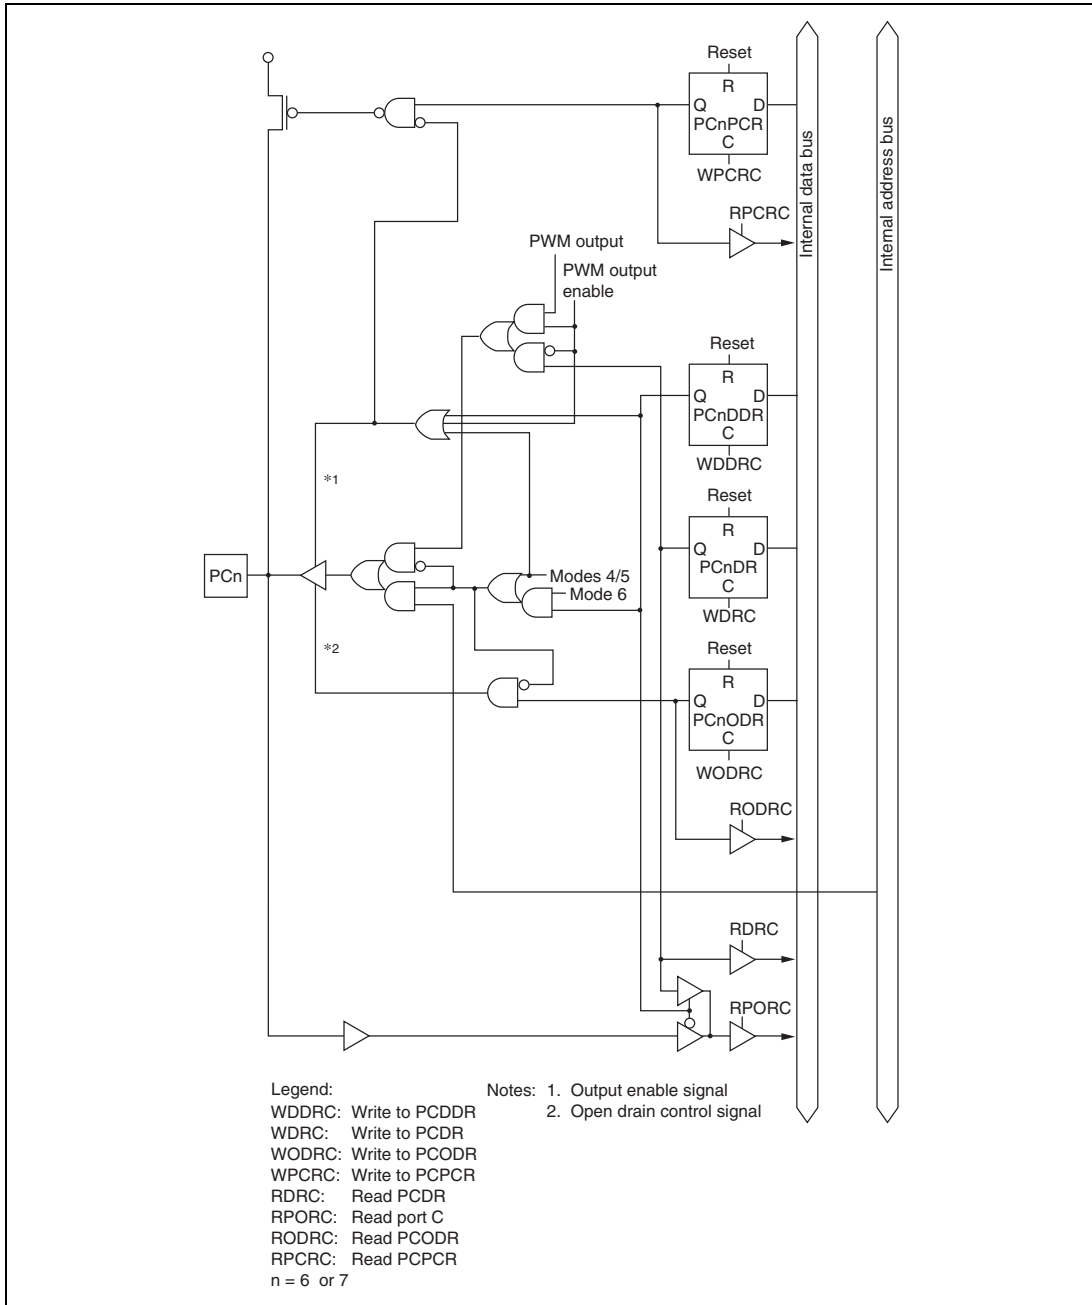 Reset
R
Q D
PCnPCR
C
WPCRC
RPCRC
Internal data bus
Internal address bus
PWM output
PWM output
enable
Reset
R
Q D
PCnDDR
C
WDDRC
*1
Reset
R
Q D
PCnDR
C
WDRC
PCn
Modes 4/5
Mode 6
*2
Reset
R
Q D
PCnODR
C
WODRC
RODRC
RDRC
RPORC
Legend:
WDDRC: Write to PCDDR
WDRC: Write to PCDR
WODRC: Write to PCODR
WPCRC: Write to PCPCR
RDRC: Read PCDR
RPORC: Read port C
RODRC: Read PCODR
RPCRC: Read PCPCR
n = 6 or 7
Notes: 1. Output enable signal
2. Open drain control signal